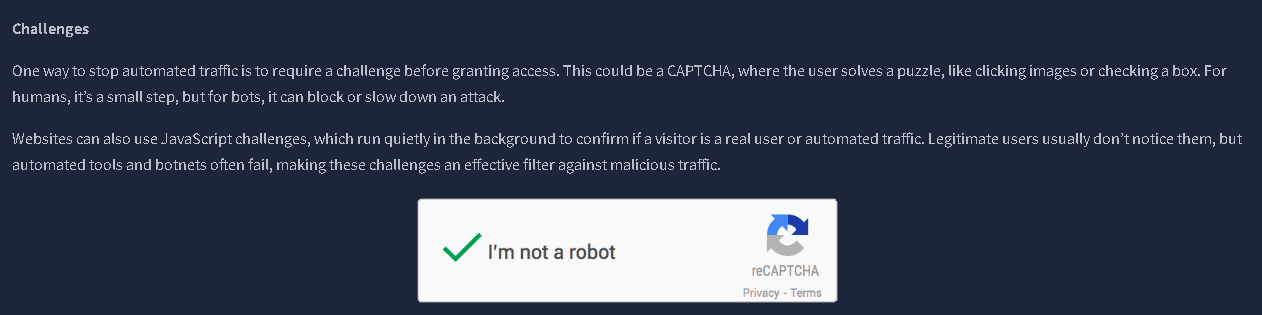 Challenges
One way to stop automated traffic is to require a challenge before granting access. This could be a CAPTCHA, where the user solves a puzzle, like clicking images or checking a box. For
humans, it’s a small step, but for bots, it can block or slow down an attack.
Websites can also use JavaScript challenges, which run quietly in the background to confirm if a visitor is a real user or automated traffic. Legitimate users usually don’t notice them, but
automated tools and botnets often fail, making these challenges an effective filter against malicious traffic.
I'm not a robot
reCAPTCHA
Privacy - Terms